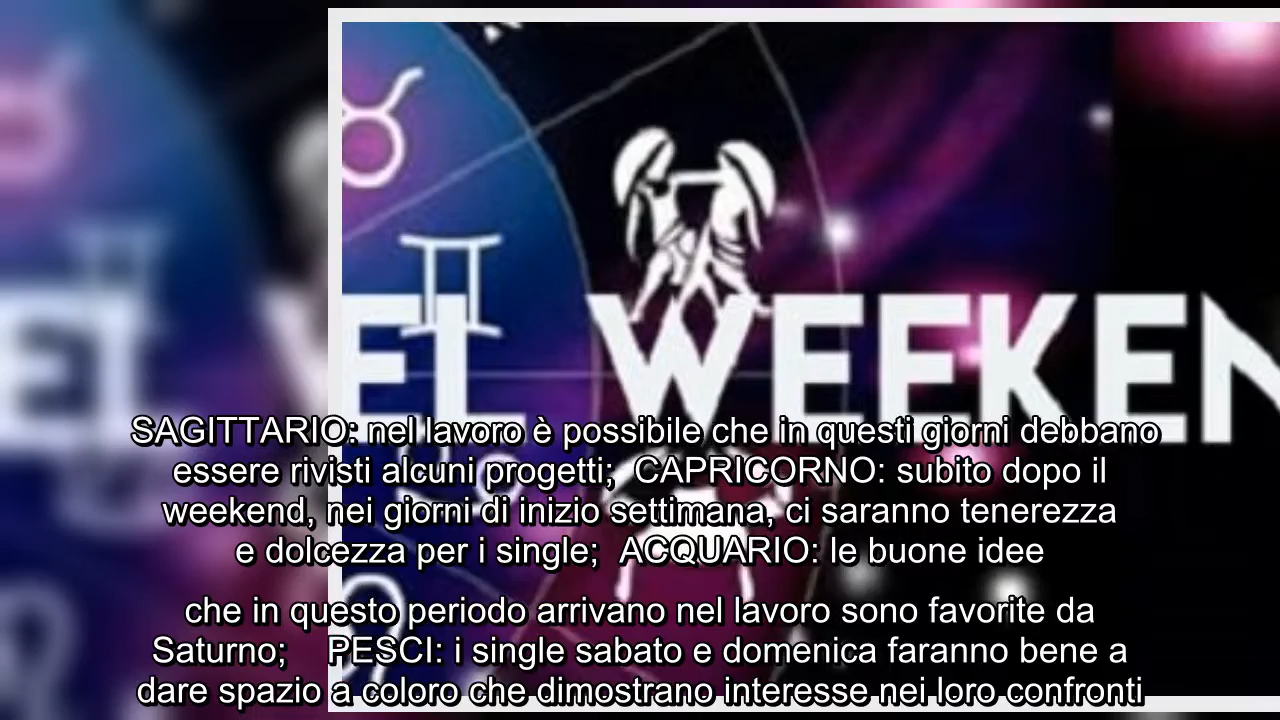 EL WEEKEN
SAGITTARIO: nel lavoro è possibile che in questi giorni debbano
essere rivisti alcuni progetti;  CAPRICORNO: subito dopo il
weekend, nei giorni di inizio settimana, ci saranno tenerezza
e dolcezza per i single;  ACQUARIO: le buone idee
che in questo periodo arrivano nel lavoro sono favorite da
Saturno;    PESCI: i single sabato e domenica faranno bene a
dare spazio a coloro che dimostrano interesse nei loro confronti